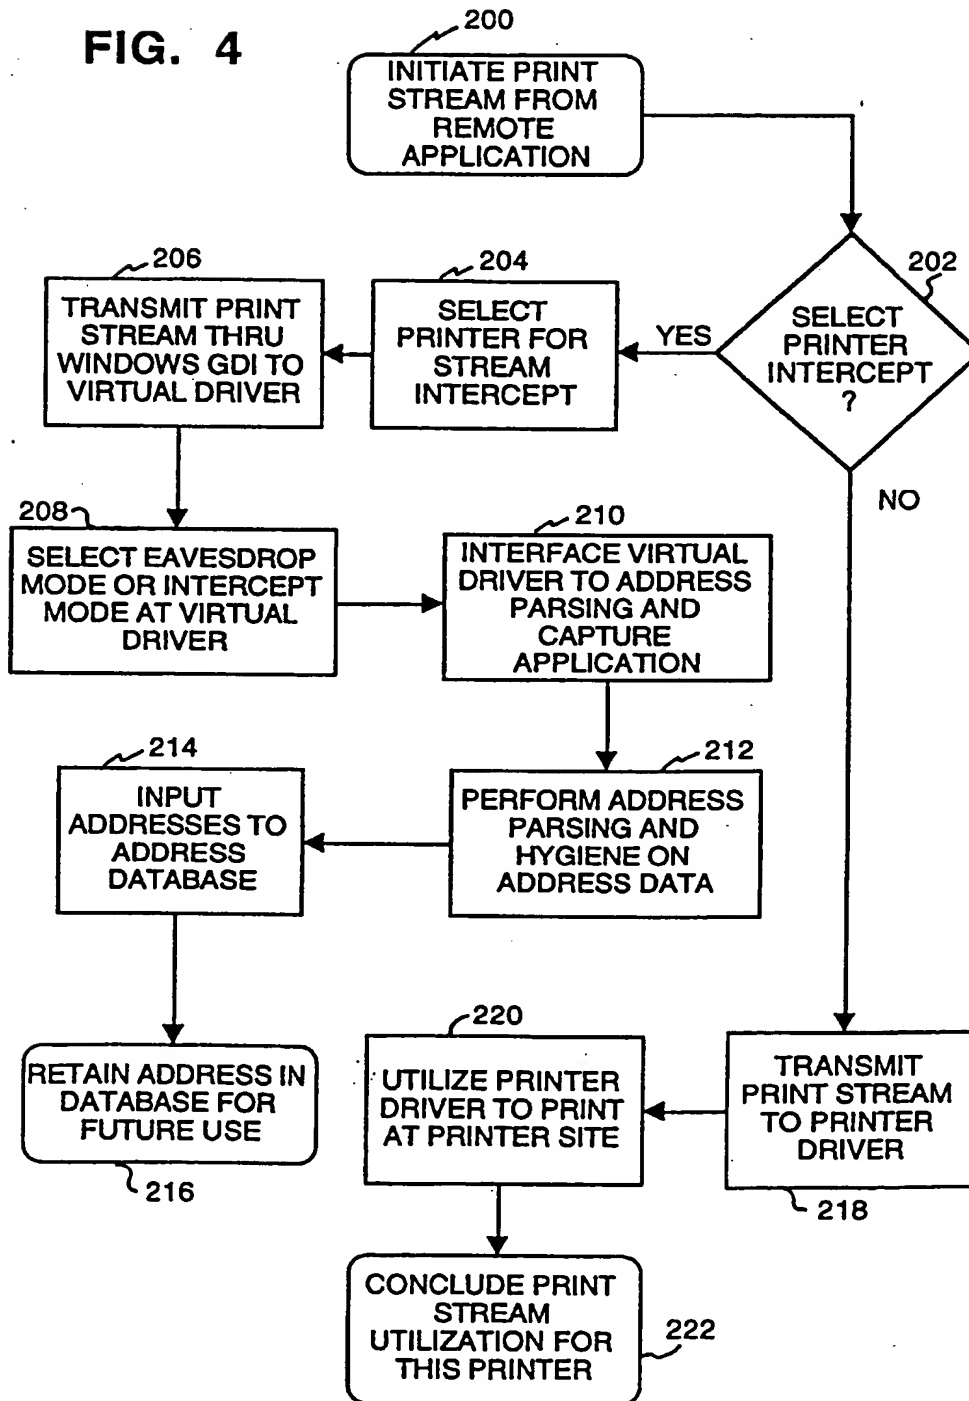 FIG. 4
200
INITIATE PRINT
STREAM FROM
REMOTE
APPLICATION
202
SELECT
PRINTER
INTERCEPT
?
YES
NO
204
SELECT
PRINTER FOR
STREAM
INTERCEPT
206
TRANSMIT PRINT
STREAM THRU
WINDOWS GDI TO
VIRTUAL DRIVER
208
SELECT EAVESDROP
MODE OR INTERCEPT
MODE AT VIRTUAL
DRIVER
210
INTERFACE VIRTUAL
DRIVER TO ADDRESS
PARSING AND
CAPTURE
APPLICATION
212
PERFORM ADDRESS
PARSING AND
HYGIENE ON
ADDRESS DATA
214
INPUT
ADDRESSES TO
ADDRESS
DATABASE
RETAIN ADDRESS IN
DATABASE FOR
FUTURE USE
216
TRANSMIT
PRINT STREAM
TO PRINTER
DRIVER
218
220
UTILIZE PRINTER
DRIVER TO PRINT
AT PRINTER SITE
CONCLUDE PRINT
STREAM
UTILIZATION FOR
THIS PRINTER
222